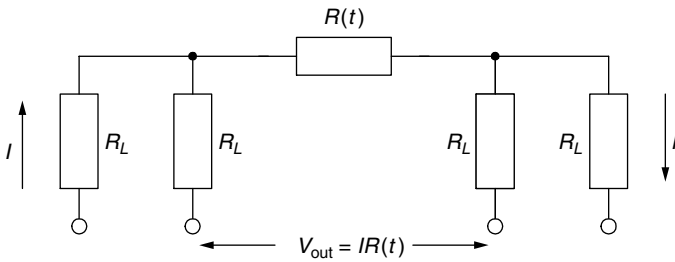 R(t)
I
R_L
R_L
R_L
R_L
I
V_out = IR(t)